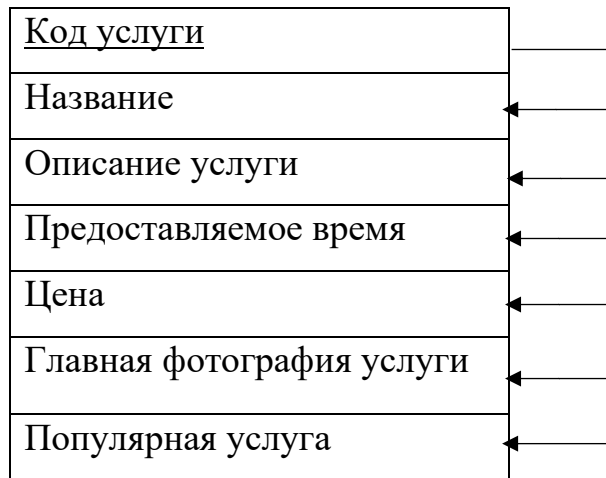 Код услуги
Название
Описание услуги
Предоставляемое время
Цена
Главная фотография услуги
Популярная услуга